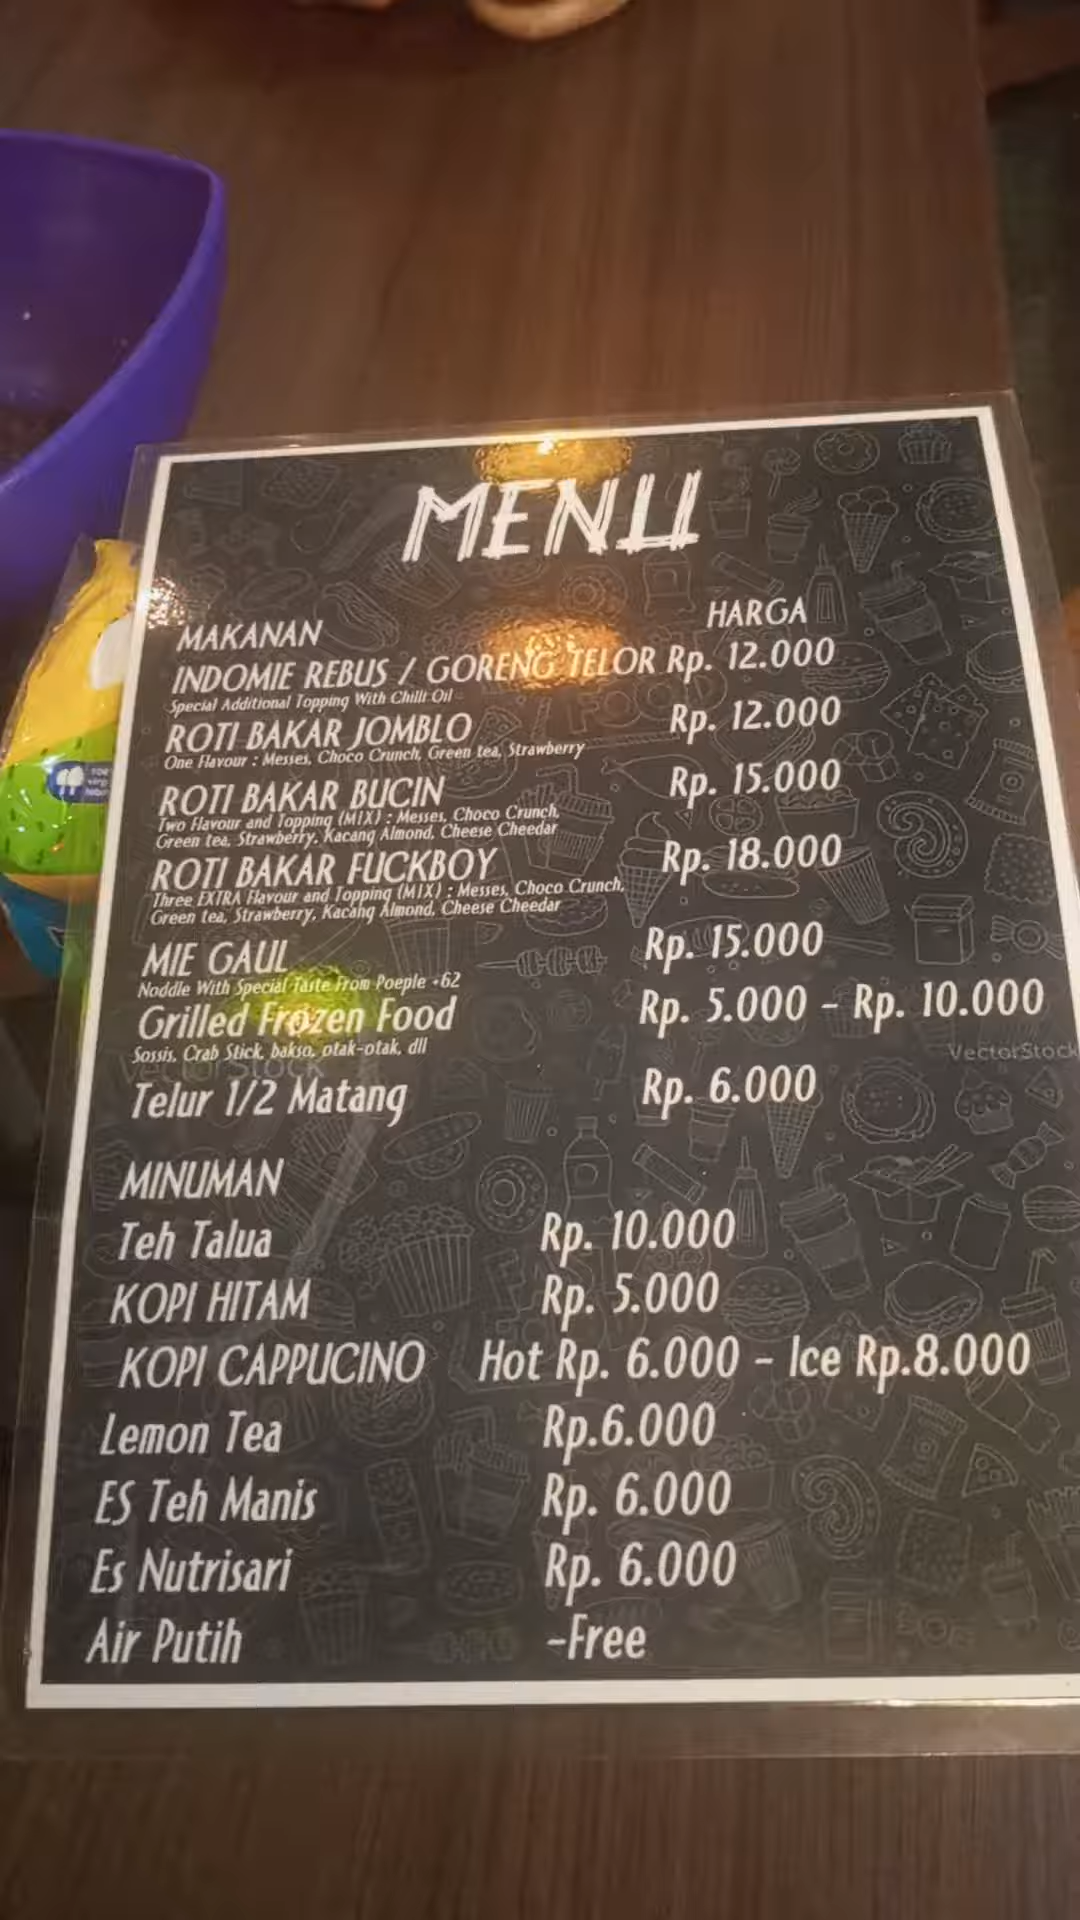 MENU
MAKANAN HARGA
INDOMIE REBUS / GORENG TELOR Rp. 12.000
Special Additional Topping With Chilli Oil
ROTI BAKAR JOMBLO Rp. 12.000
One Flavour : Messes, Choco Crunch, Green tea, Strawberry
ROTI BAKAR BUCIN Rp. 15.000
Two Flavour and Topping (MIX) : Messes, Choco Crunch,
Green tea, Strawberry, Kacang Almond, Cheese Cheedar
ROTI BAKAR FUCKBOY Rp. 18.000
Three EXTRA Flavour and Topping (MIX) : Messes, Choco Crunch,
Green tea, Strawberry, Kacang Almond, Cheese Cheedar
MIE GAUL Rp. 15.000
Noddle With Special Taste From Poeple +62
Grilled Frozen Food Rp. 5.000 - Rp. 10.000
Sossis, Crab Stick, bakso, otak-otak, dll
VectorStock
VectorStock
Telur 1/2 Matang Rp. 6.000
MINUMAN
Teh Talua Rp. 10.000
KOPI HITAM Rp. 5.000
KOPI CAPPUCINO Hot Rp. 6.000 - Ice Rp.8.000
Lemon Tea Rp.6.000
ES Teh Manis Rp. 6.000
Es Nutrisari Rp. 6.000
Air Putih -Free